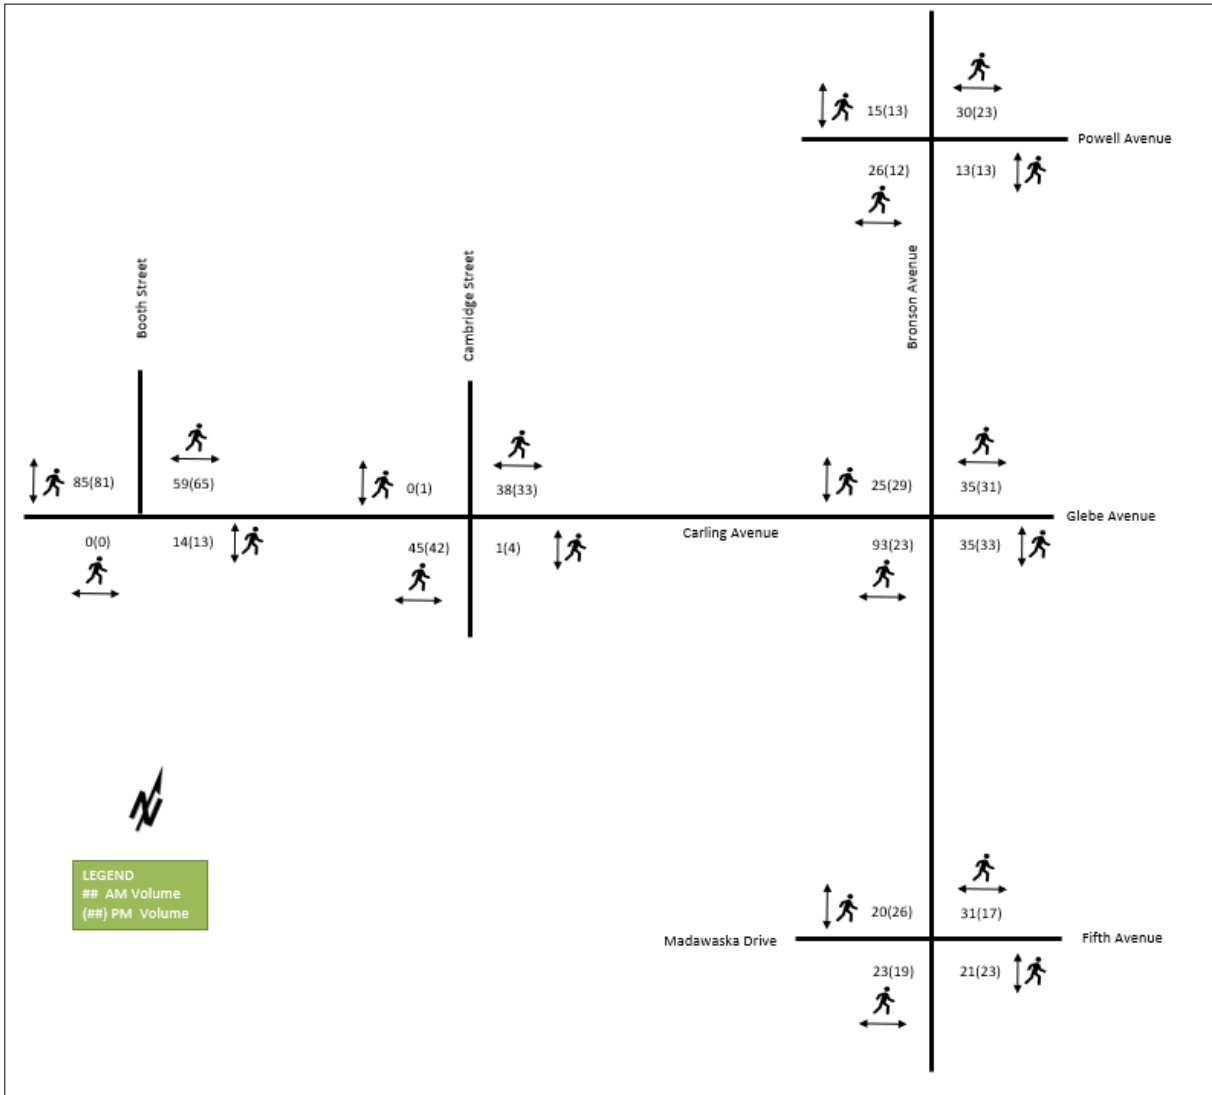 15(13)
30(23)
Powell Avenue
26(12)
13(13)
Booth Street
Cambridge Street
Bronson Avenue
85(81)
59(65)
0(1)
38(33)
25(29)
35(31)
Glebe Avenue
0(0)
14(13)
45(42)
1(4)
Carling Avenue
93(23)
35(33)
N
LEGEND
## AM Volume
(##) PM Volume
20(26)
31(17)
Madawaska Drive
Fifth Avenue
23(19)
21(23)